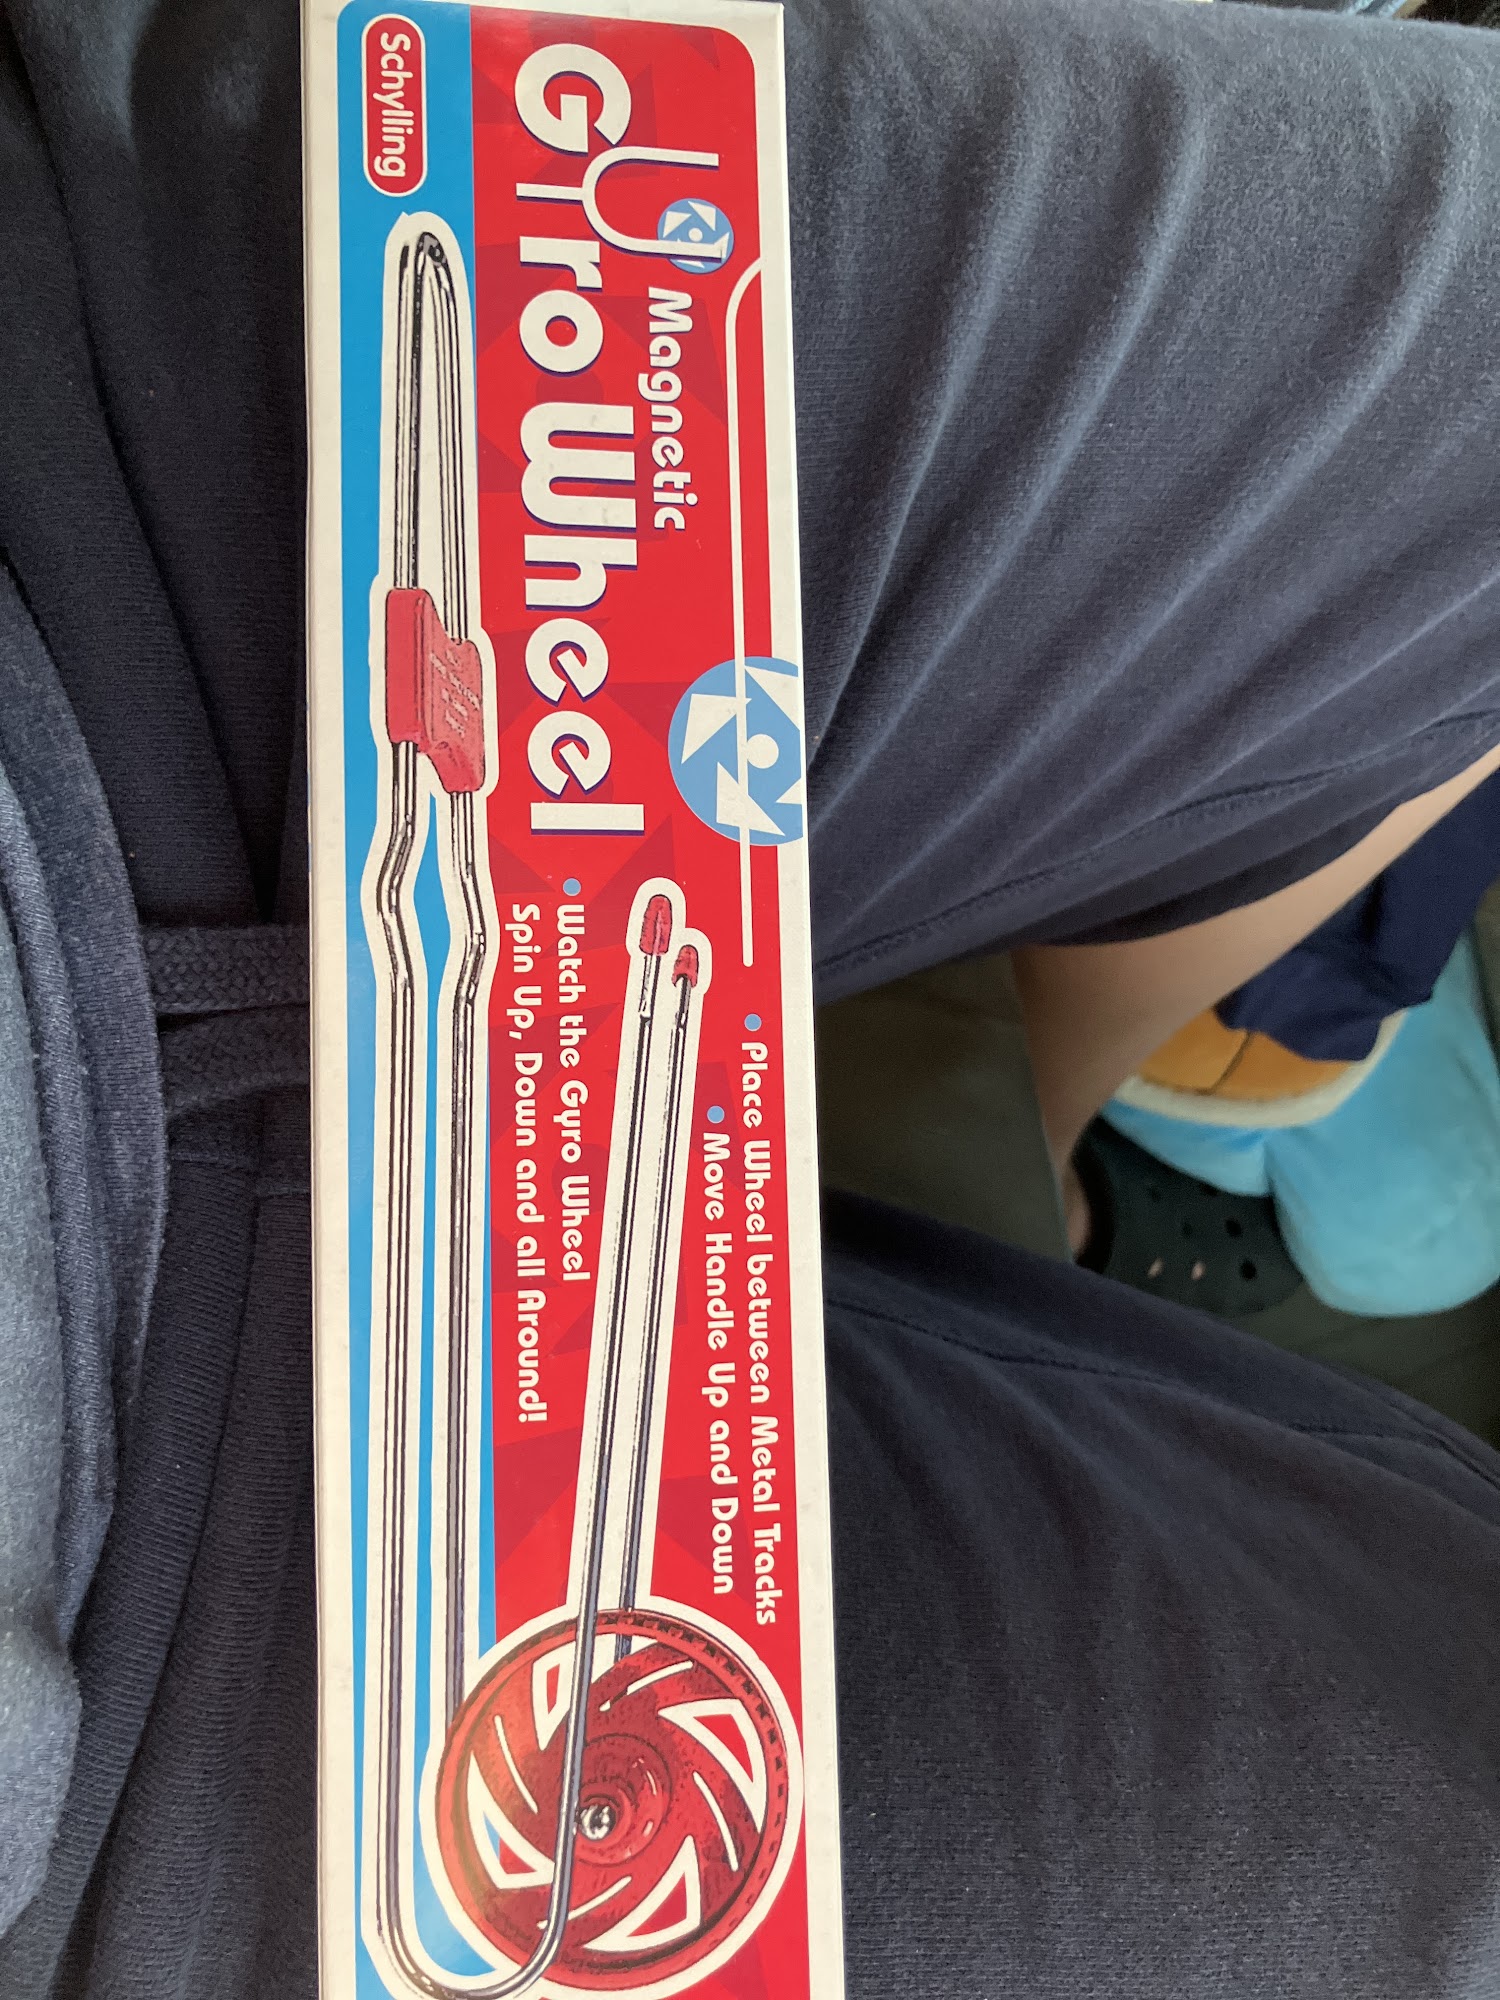 Schylling
Magnetic
Gyro Wheel
• Place Wheel between Metal Tracks
• Move Handle Up and Down
• Watch the Gyro Wheel
Spin Up, Down and all Around!